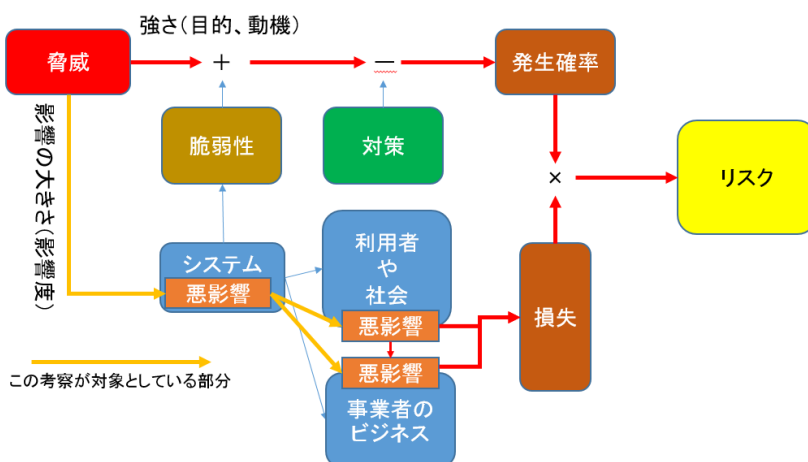 強さ(目的、動機)
脅威
+
−
発生確率
影響の大きさ(影響度)
脆弱性
対策
×
リスク
システム
悪影響
利用者
や
社会
悪影響
損失
悪影響
事業者の
ビジネス
この考察が対象としている部分